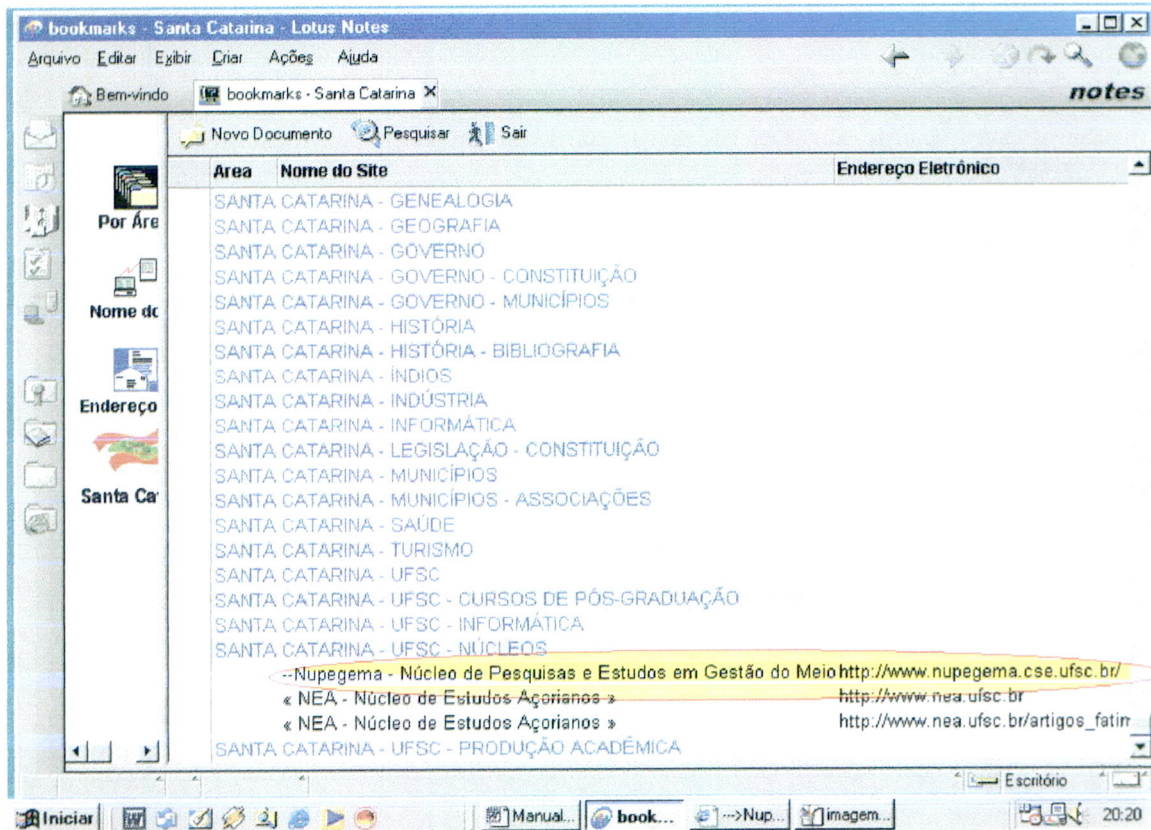 bookmarks - Santa Catarina - Lotus Notes
Arquivo Editar Exibir Criar Ações Ajuda
Bem-vindo bookmarks - Santa Catarina notes
Novo Documento Pesquisar Sair
Area Nome do Site Endereço Eletrônico
Por Áre
Nome dc
Endereço
Santa Ca
SANTA CATARINA - GENEALOGIA
SANTA CATARINA - GEOGRAFIA
SANTA CATARINA - GOVERNO
SANTA CATARINA - GOVERNO - CONSTITUIÇÃO
SANTA CATARINA - GOVERNO - MUNICÍPIOS
SANTA CATARINA - HISTÓRIA
SANTA CATARINA - HISTÓRIA - BIBLIOGRAFIA
SANTA CATARINA - ÍNDIOS
SANTA CATARINA - INDÚSTRIA
SANTA CATARINA - INFORMÁTICA
SANTA CATARINA - LEGISLAÇÃO - CONSTITUIÇÃO
SANTA CATARINA - MUNICÍPIOS
SANTA CATARINA - MUNICÍPIOS - ASSOCIAÇÕES
SANTA CATARINA - SAÚDE
SANTA CATARINA - TURISMO
SANTA CATARINA - UFSC
SANTA CATARINA - UFSC - CURSOS DE PÓS-GRADUAÇÃO
SANTA CATARINA - UFSC - INFORMÁTICA
SANTA CATARINA - UFSC - NÚCLEOS
--Nupegema - Núcleo de Pesquisas e Estudos em Gestão do Meio http://www.nupegema.cse.ufsc.br/
« NEA - Núcleo de Estudos Açorianos » http://www.nea.ufsc.br
« NEA - Núcleo de Estudos Açorianos » http://www.nea.ufsc.br/artigos_fatim
SANTA CATARINA - UFSC - PRODUÇÃO ACADÊMICA
Escritório
Iniciar Manual... book... -->Nup... imagem... 20:20